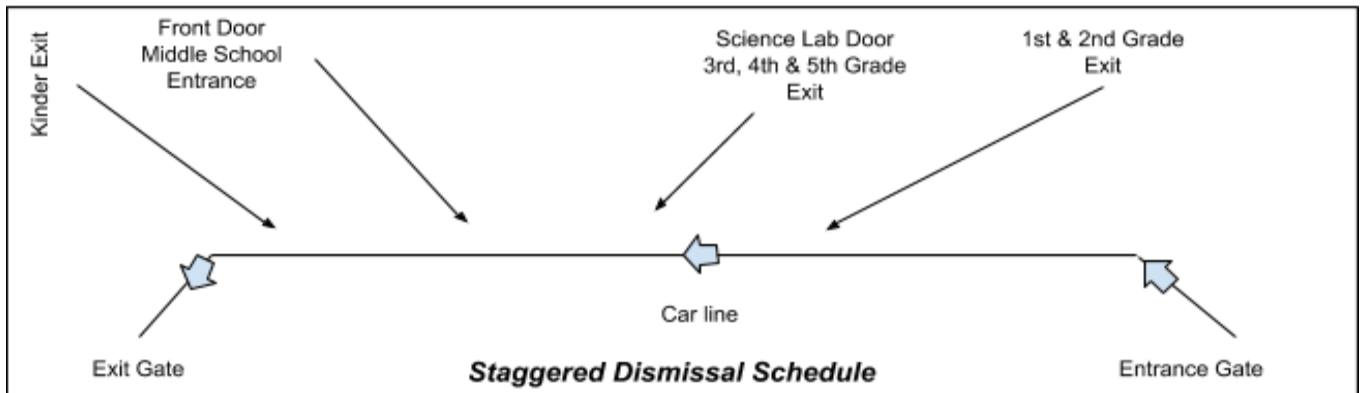 Kinder Exit
Front Door
Middle School
Entrance
Science Lab Door
3rd, 4th & 5th Grade
Exit
1st & 2nd Grade
Exit
Car line
Exit Gate
Staggered Dismissal Schedule
Entrance Gate